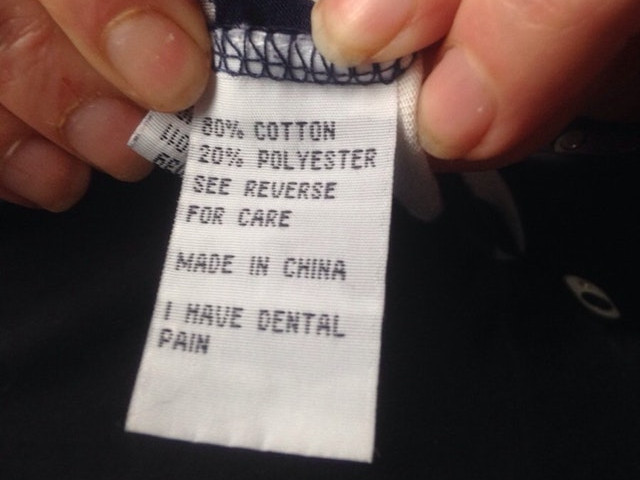 80% COTTON
20% POLYESTER
SEE REVERSE
FOR CARE
MADE IN CHINA
I HAVE DENTAL
PAIN